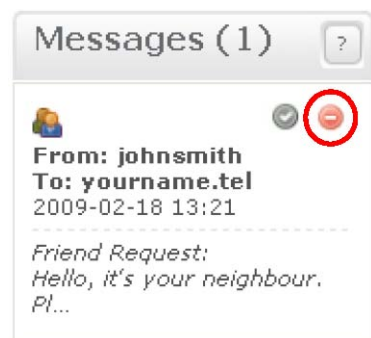 Messages (1) ?
From: johnsmith
To: yourname.tel
2009-02-18 13:21
Friend Request:
Hello, it's your neighbour.
Pl...